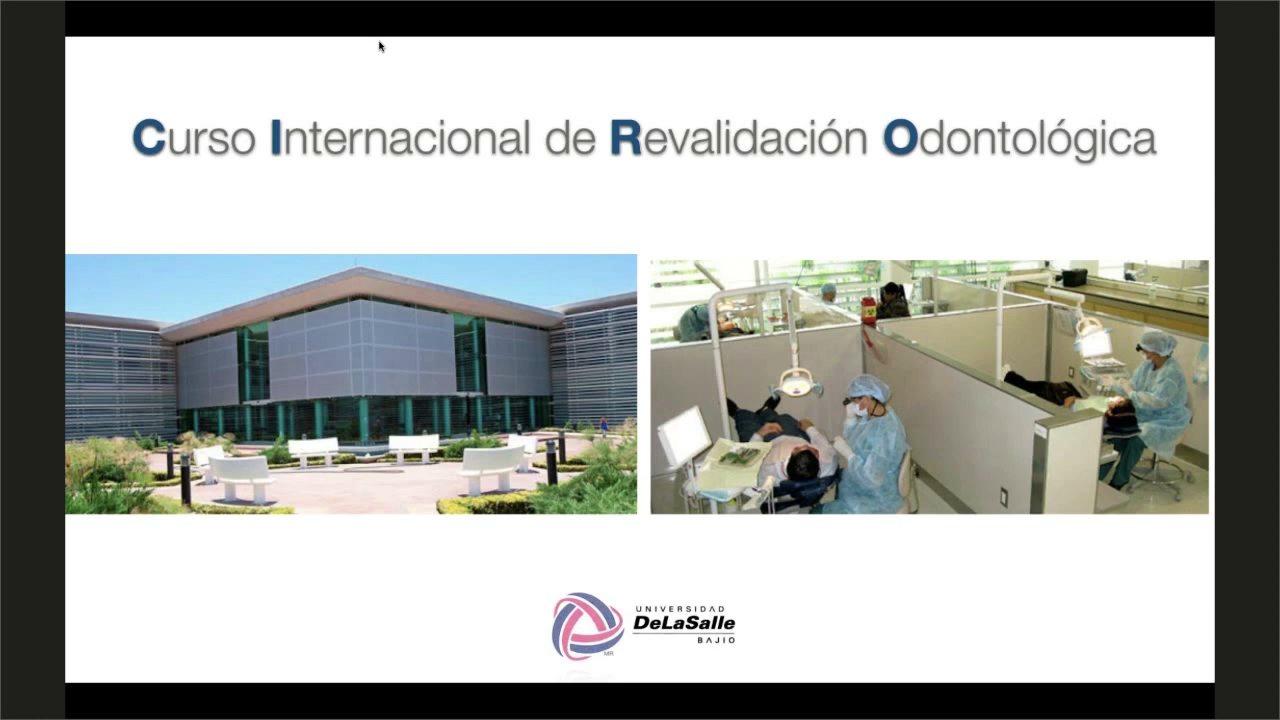 Curso Internacional de Revalidación Odontológica
UNIVERSIDAD
DeLaSalle
BAJIO
MR